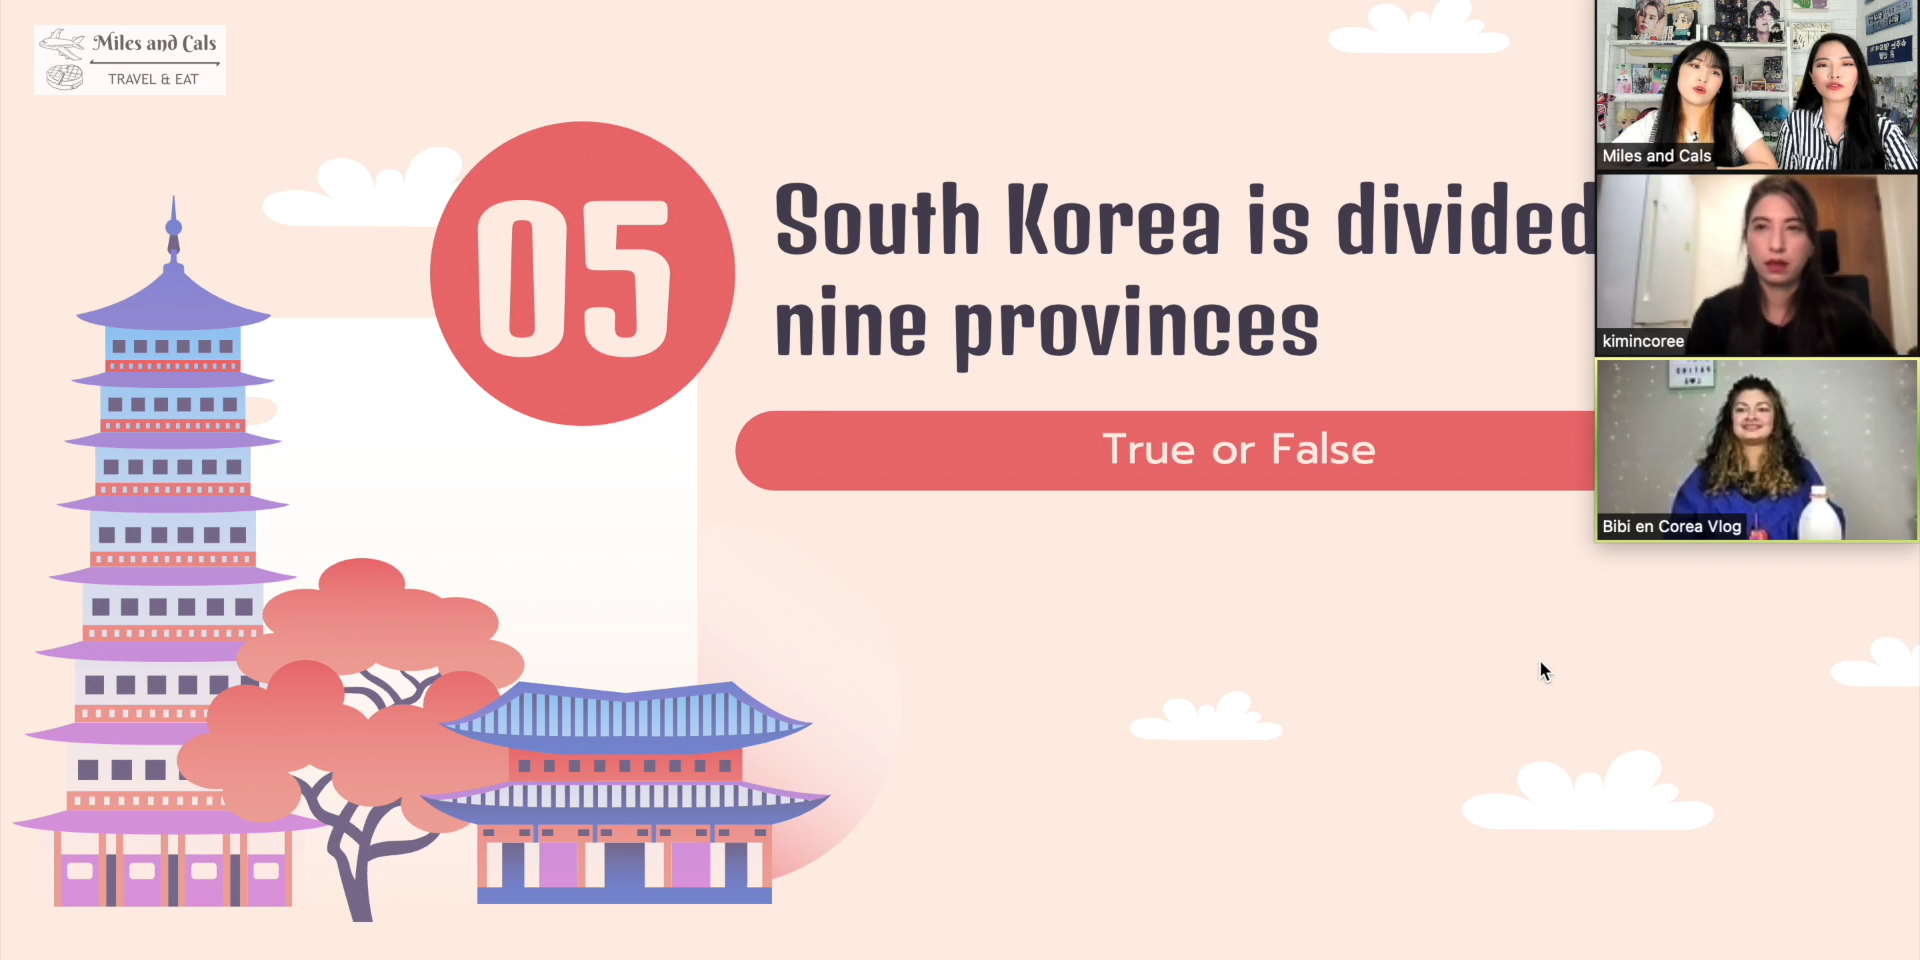 Miles and Cals
TRAVEL & EAT
05
South Korea is divided
nine provinces
True or False
Miles and Cals
kimincoree
Bibi en Corea Vlog